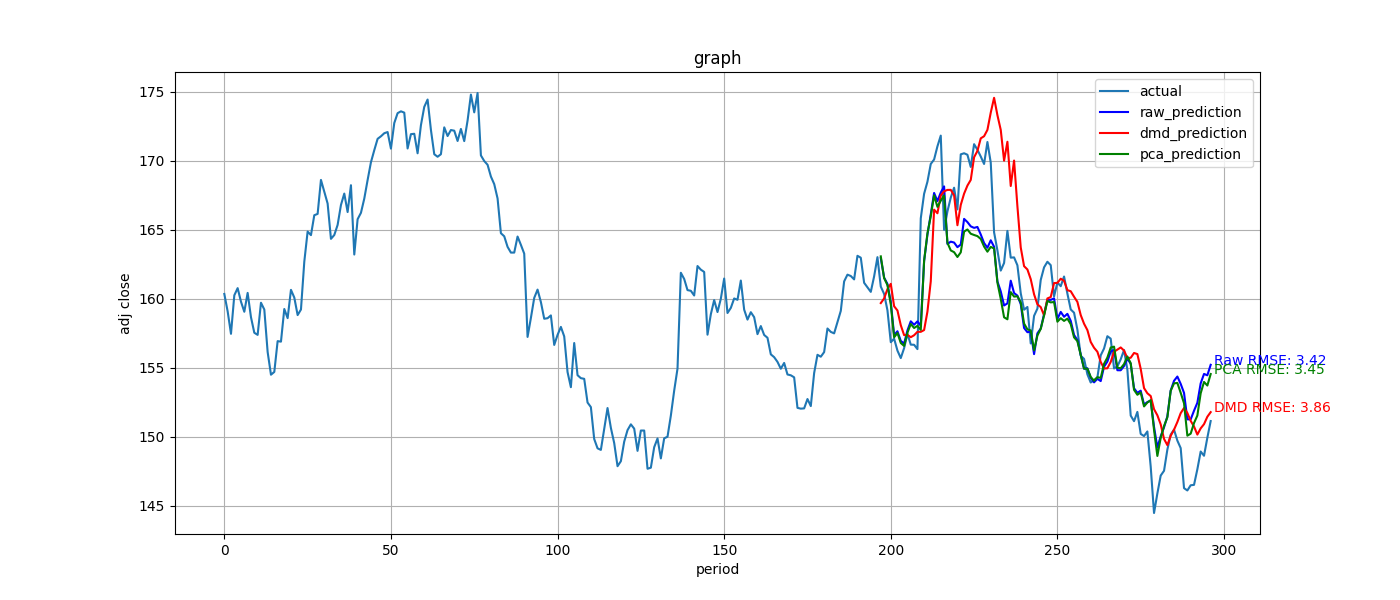 graph
adj close
175
170
165
160
155
150
145
0
50
100
150
200
250
300
period
actual
raw_prediction
dmd_prediction
pca_prediction
Raw RMSE: 3.42
PCA RMSE: 3.45
DMD RMSE: 3.86